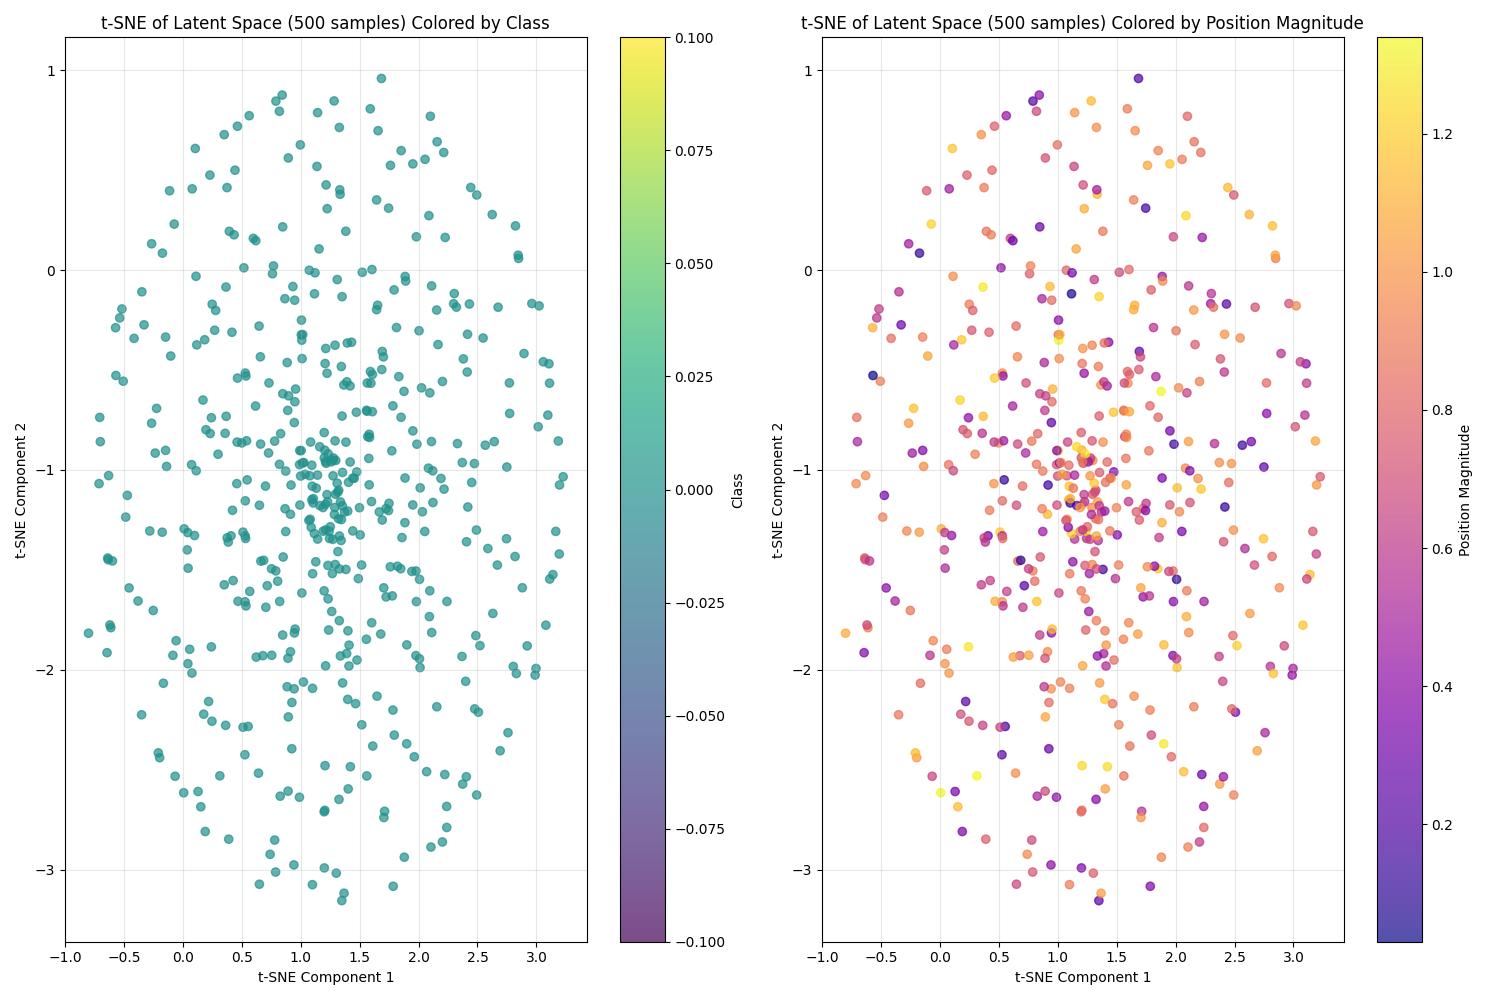 t-SNE of Latent Space (500 samples) Colored by Class
1
0
−1
−2
−3
t-SNE Component 2
−1.0 −0.5 0.0 0.5 1.0 1.5 2.0 2.5 3.0
t-SNE Component 1
0.100
0.075
0.050
0.025
0.000
−0.025
−0.050
−0.075
−0.100
Class
t-SNE of Latent Space (500 samples) Colored by Position Magnitude
1
0
−1
−2
−3
t-SNE Component 2
−1.0 −0.5 0.0 0.5 1.0 1.5 2.0 2.5 3.0
t-SNE Component 1
1.2
1.0
0.8
0.6
0.4
0.2
Position Magnitude